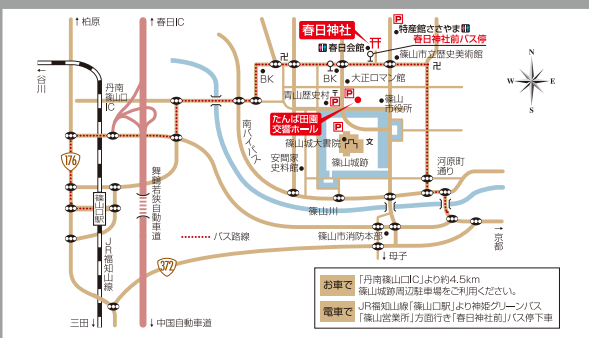 ↑柏原
↑春日IC
P
特産館ささやま
春日神社
春日神社前バス停
春日会館
篠山市立歴史美術館
卍
卍
←谷川
丹南
篠山口
IC
BK
BK
大正ロマン館
N
W
E
S
青山歴史村
P
P
篠山
市役所
たんば田園
交響ホール
P
南バイパス
篠山城大書院
文
安間家
史料館
篠山城跡
河原町
通り
176
篠山口駅
舞鶴若狭自動車道
篠山川
バス路線
篠山市消防本部
→京都
↓母子
JR福知山線
372
三田↓
↓中国自動車道
お車で
「丹南篠山口IC」より約4.5km
篠山城跡周辺駐車場をご利用ください。
電車で
JR福知山線「篠山口駅」より神姫グリーンバス
「篠山営業所」方面行き「春日神社前」バス停下車